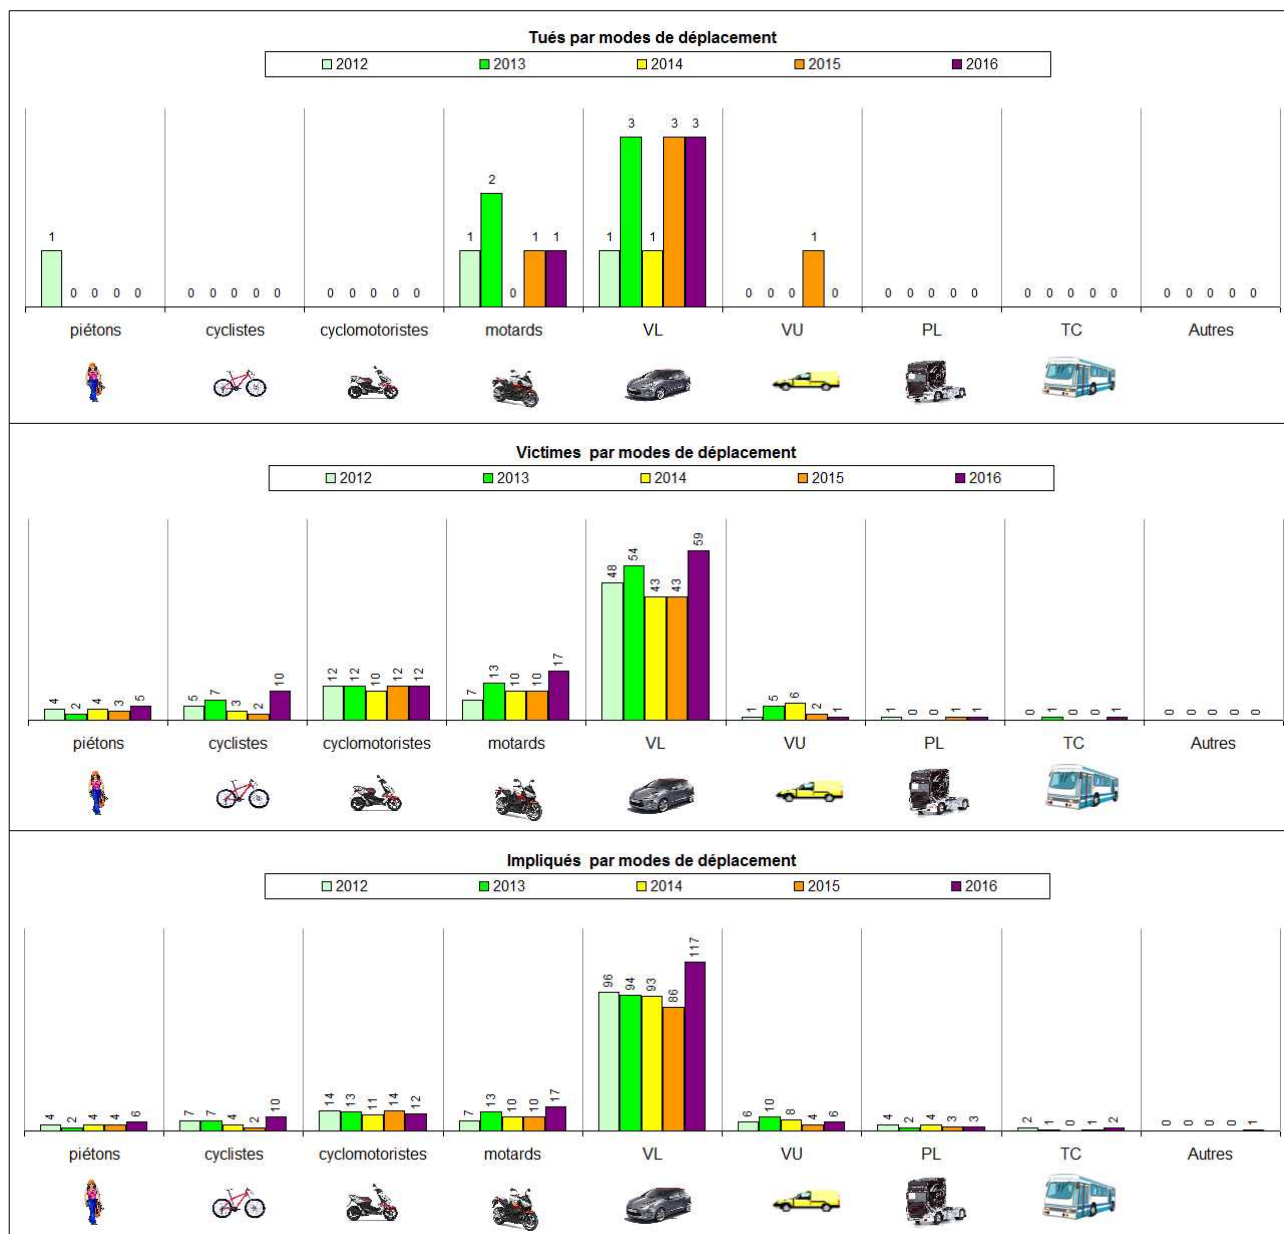 Tués par modes de déplacement
2012 2013 2014 2015 2016
1 0 0 0 0 0 0 0 0 0 0 0 0 0 0 1 2 0 1 1 1 3 1 3 3 0 0 0 1 0 0 0 0 0 0 0 0 0 0 0 0 0 0 0 0
piétons cyclistes cyclomotoristes motards VL VU PL TC Autres
Victimes par modes de déplacement
2012 2013 2014 2015 2016
4 2 4 3 5 5 7 3 2 10 12 12 10 12 12 7 13 10 10 17 48 54 43 43 59 1 5 6 2 1 1 0 0 1 1 0 1 0 0 1 0 0 0 0 0
piétons cyclistes cyclomotoristes motards VL VU PL TC Autres
Impliqués par modes de déplacement
2012 2013 2014 2015 2016
4 2 4 4 6 7 7 4 2 10 14 13 11 14 12 7 13 10 10 17 96 94 93 86 117 6 10 8 4 6 4 2 4 3 3 2 1 0 1 2 0 0 0 0 1
piétons cyclistes cyclomotoristes motards VL VU PL TC Autres